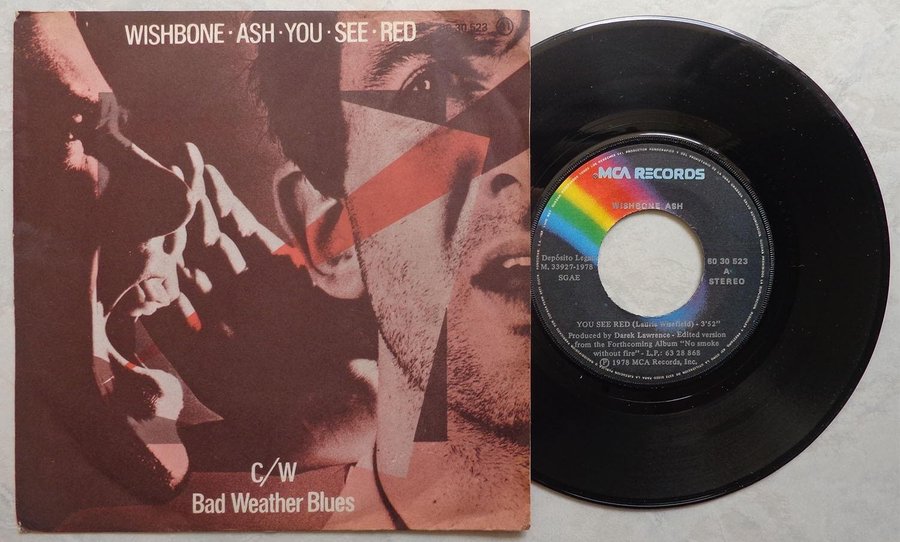 WISHBONE · ASH · YOU · SEE · RED
30 523
C/W
Bad Weather Blues
MCA RECORDS
WISHBONE ASH
Depósito Legal
M. 33927-1978
SGAE
60 30 523
A
STEREO
YOU SEE RED (Laurie Wisefield) - 3'52"
Produced by Darek Lawrence - Edited version
from the Forthcoming Album "No smoke
without fire" - L.P.: 63 28 868
Ⓟ 1978 MCA Records, Inc.